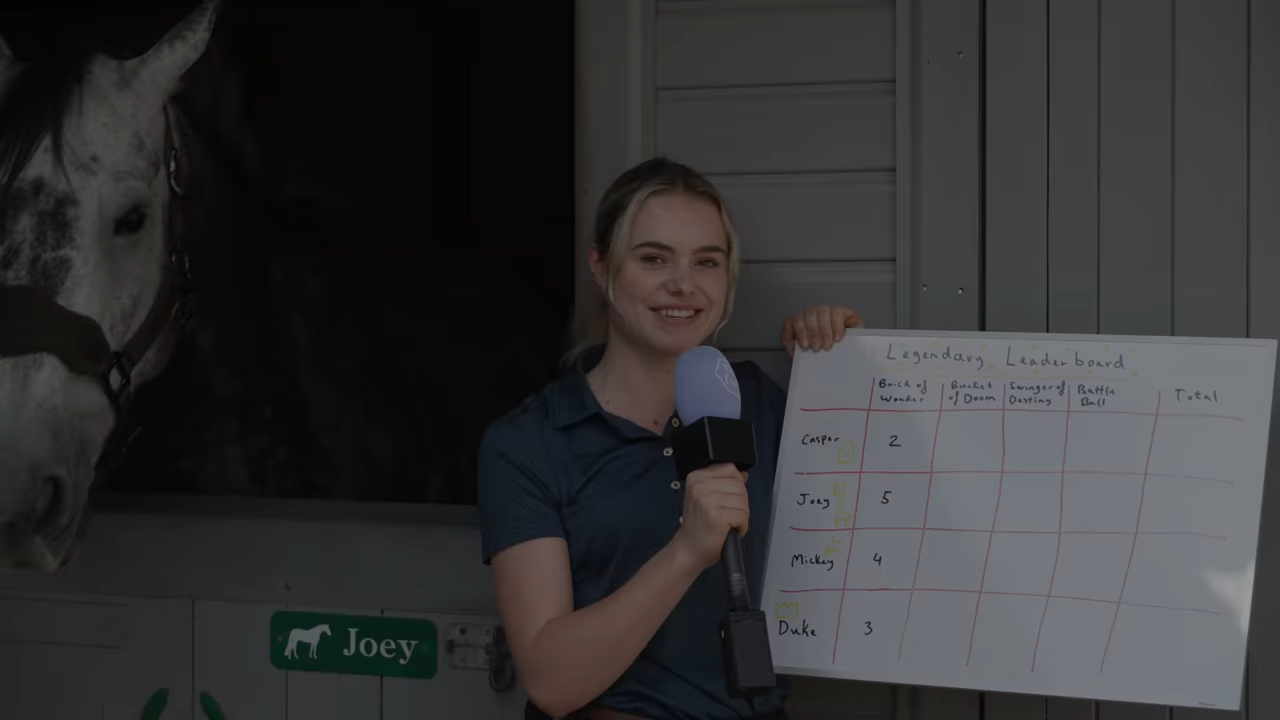 Legendary Leaderboard
Brick of Wonder
Bucket of Doom
Swinger of Destiny
Battle Ball
Total
Casper 2
Joey 5
Mickey 4
Duke 3
Joey